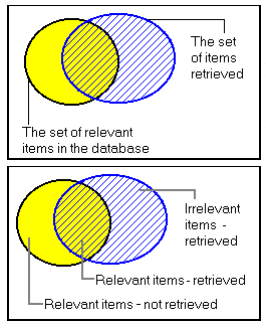 The set
of items
retrieved
The set of relevant
items in the database
Irrelevant
items -
retrieved
Relevant items - retrieved
Relevant items - not retrieved